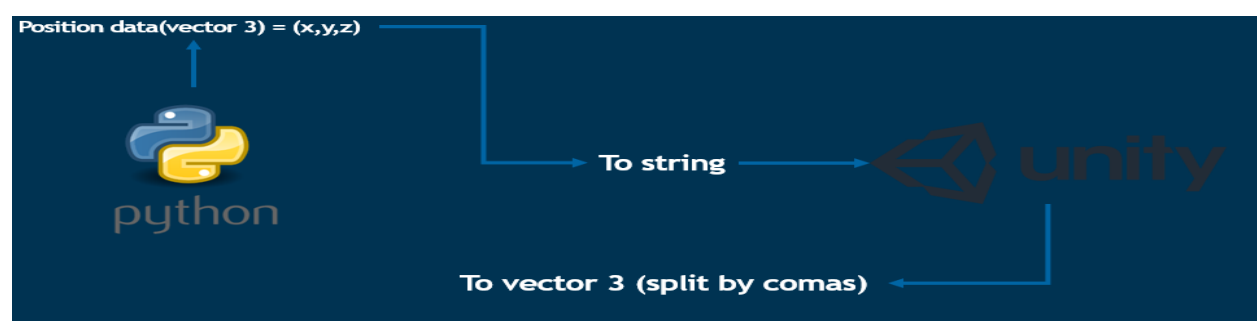 Position data(vector 3) = (x,y,z)
To string
unity
python
To vector 3 (split by comas)